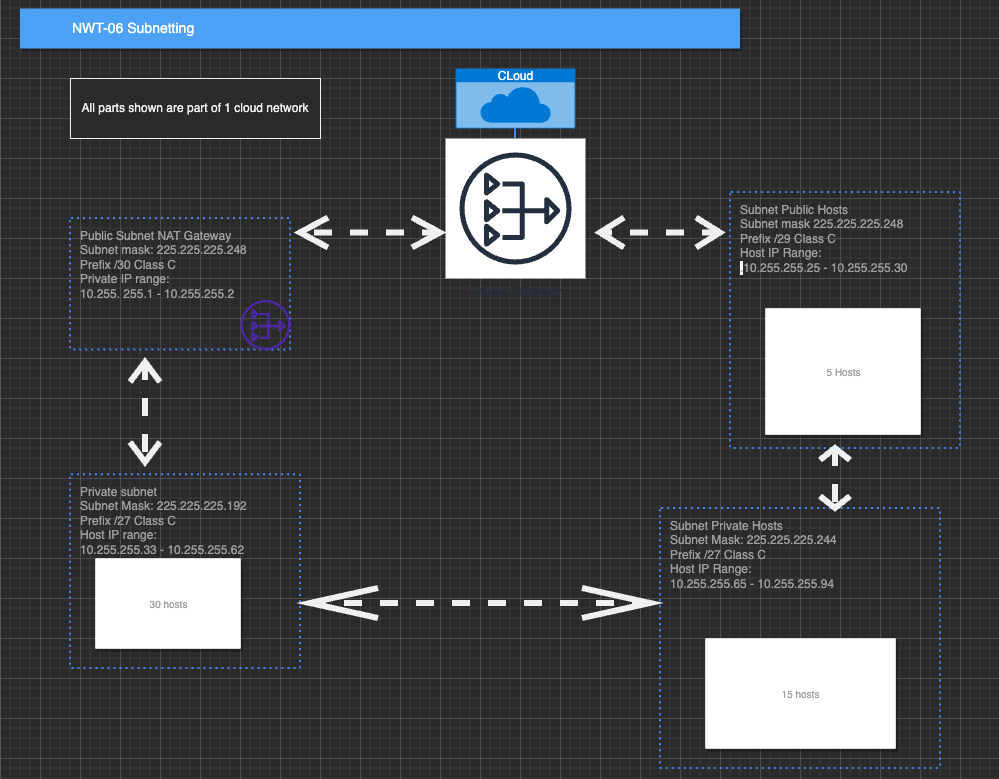 NWT-06 Subnetting
All parts shown are part of 1 cloud network
CLoud
Public Subnet NAT Gateway
Subnet mask: 225.225.225.248
Prefix /30 Class C
Private IP range:
10.255. 255.1 - 10.255.255.2
Subnet Public Hosts
Subnet mask 225.225.225.248
Prefix /29 Class C
Host IP Range:
10.255.255.25 - 10.255.255.30
5 Hosts
Private subnet
Subnet Mask: 225.225.225.192
Prefix /27 Class C
Host IP range:
10.255.255.33 - 10.255.255.62
30 hosts
Subnet Private Hosts
Subnet Mask: 225.225.225.244
Prefix /27 Class C
Host IP Range:
10.255.255.65 - 10.255.255.94
15 hosts